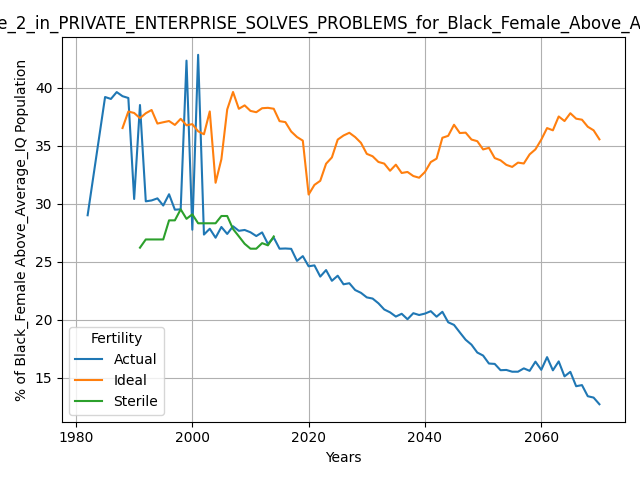 e_2_in_PRIVATE_ENTERPRISE_SOLVES_PROBLEMS_for_Black_Female_Above_A
% of Black_Female Above_Average_IQ Population
40
35
30
25
20
15
Fertility
Actual
Ideal
Sterile
1980
2000
2020
2040
2060
Years